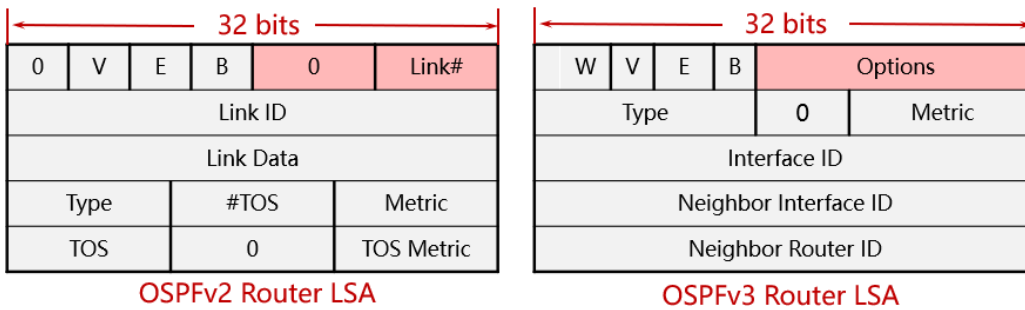 32 bits
0 V E B 0 Link#
Link ID
Link Data
Type #TOS Metric
TOS 0 TOS Metric
OSPFv2 Router LSA
32 bits
W V E B Options
Type 0 Metric
Interface ID
Neighbor Interface ID
Neighbor Router ID
OSPFv3 Router LSA